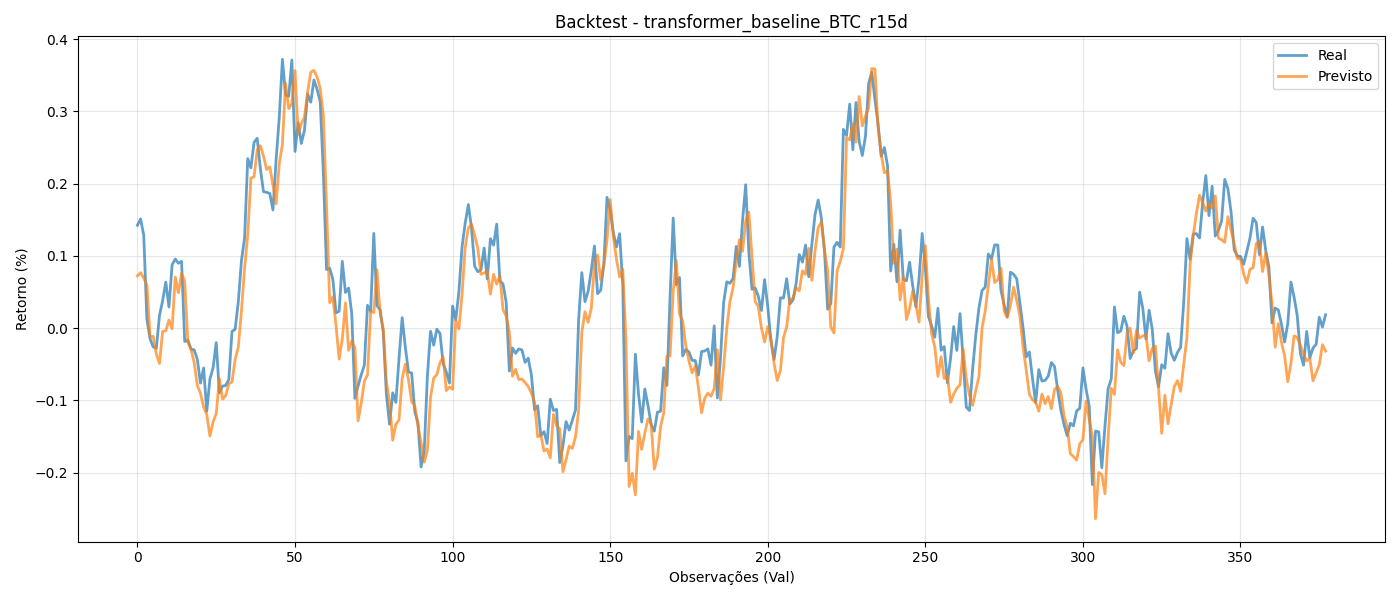 Backtest - transformer_baseline_BTC_r15d
Real
Previsto
Retorno (%)
0.4
0.3
0.2
0.1
0.0
−0.1
−0.2
0 50 100 150 200 250 300 350
Observações (Val)